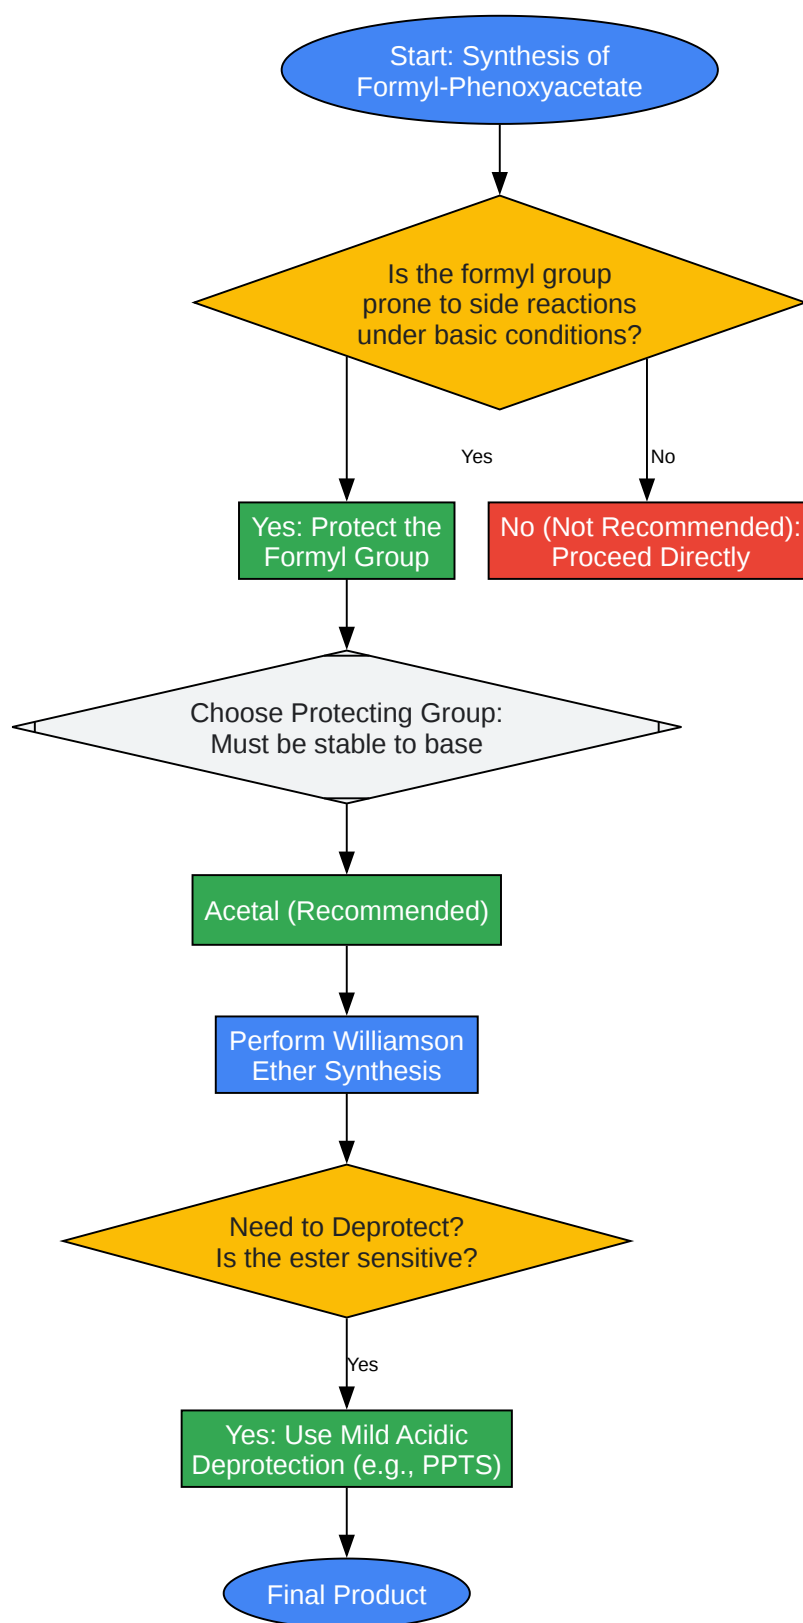 Start: Synthesis of
Formyl-Phenoxyacetate
Is the formyl group
prone to side reactions
under basic conditions?
Yes
No
Yes: Protect the
Formyl Group
No (Not Recommended):
Proceed Directly
Choose Protecting Group:
Must be stable to base
Acetal (Recommended)
Perform Williamson
Ether Synthesis
Need to Deprotect?
Is the ester sensitive?
Yes
Yes: Use Mild Acidic
Deprotection (e.g., PPTS)
Final Product